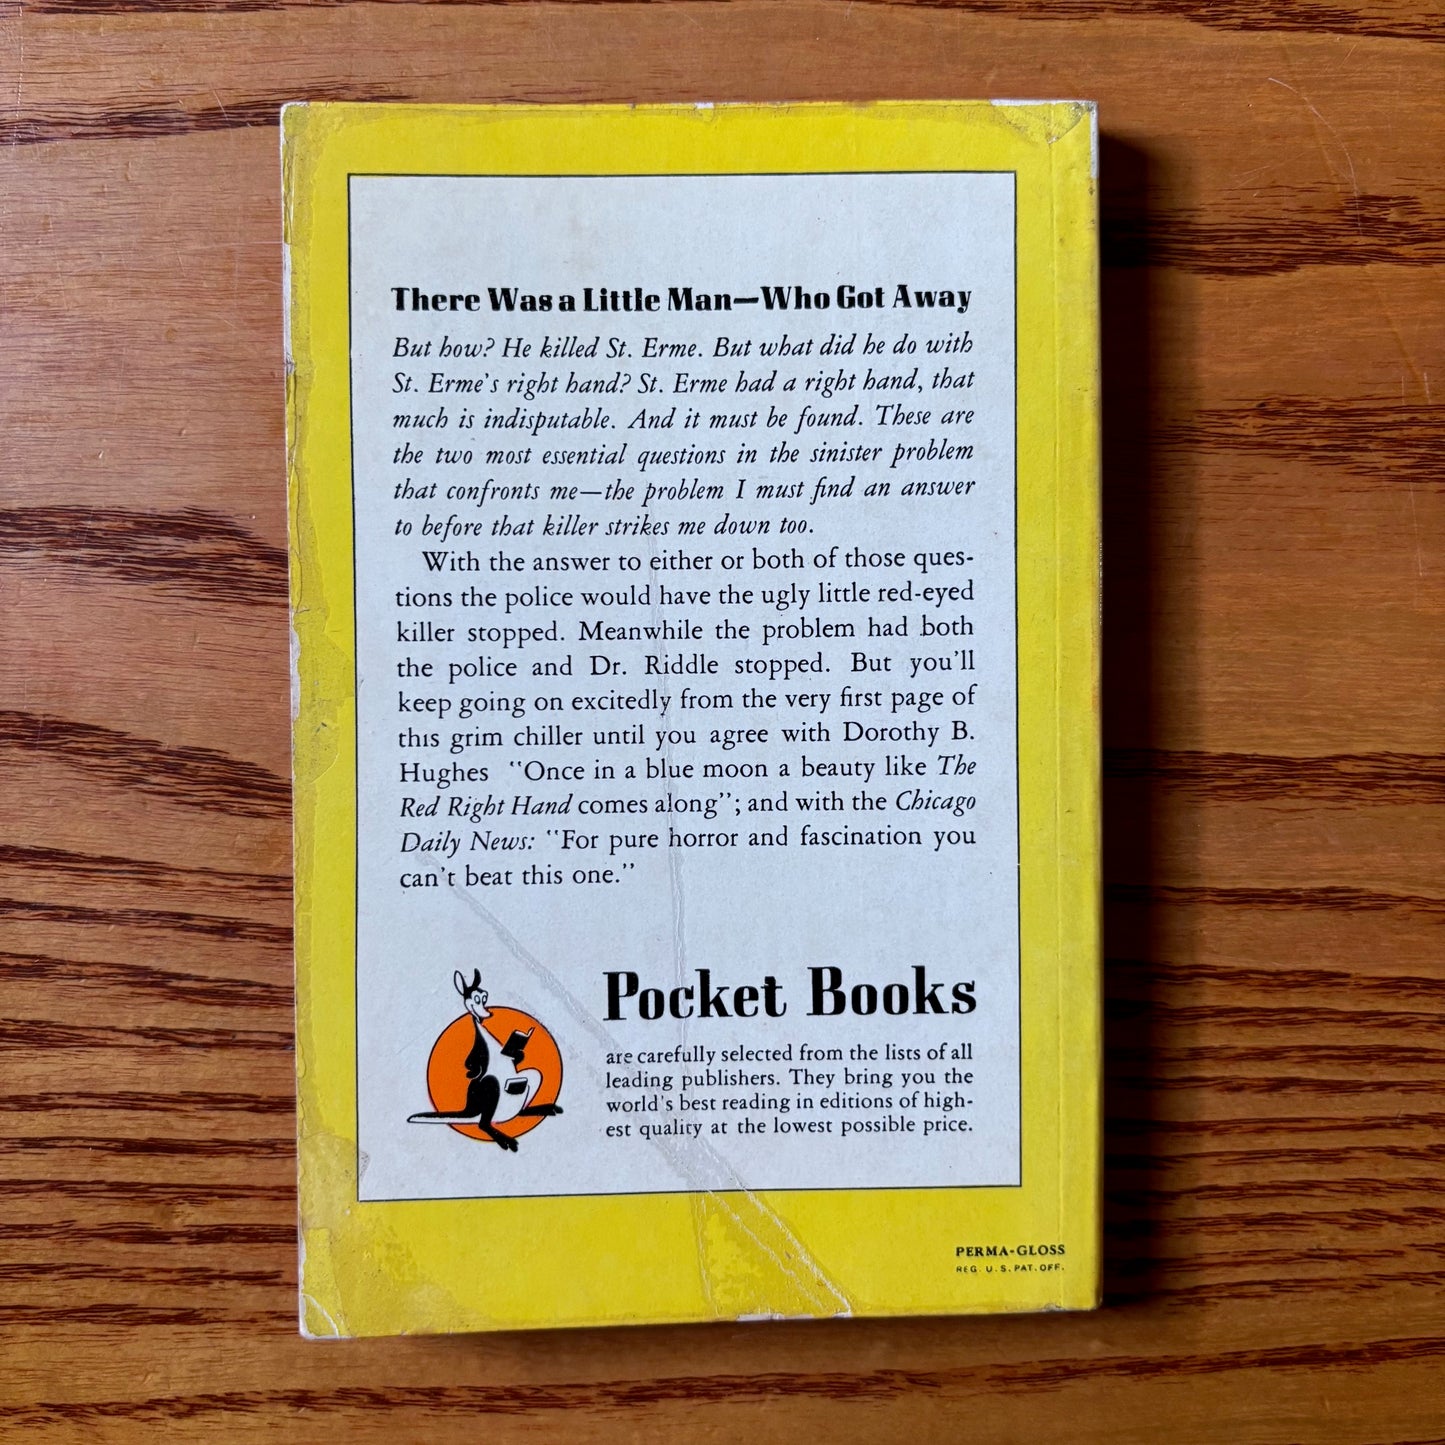 There Was a Little Man—Who Got Away
But how? He killed St. Erme. But what did he do with
St. Erme's right hand? St. Erme had a right hand, that
much is indisputable. And it must be found. These are
the two most essential questions in the sinister problem
that confronts me—the problem I must find an answer
to before that killer strikes me down too.
With the answer to either or both of those ques-
tions the police would have the ugly little red-eyed
killer stopped. Meanwhile the problem had both
the police and Dr. Riddle stopped. But you'll
keep going on excitedly from the very first page of
this grim chiller until you agree with Dorothy B.
Hughes "Once in a blue moon a beauty like The
Red Right Hand comes along"; and with the Chicago
Daily News: "For pure horror and fascination you
can't beat this one."
Pocket Books
are carefully selected from the lists of all
leading publishers. They bring you the
world's best reading in editions of high-
est quality at the lowest possible price.
PERMA-GLOSS
REG. U.S. PAT. OFF.